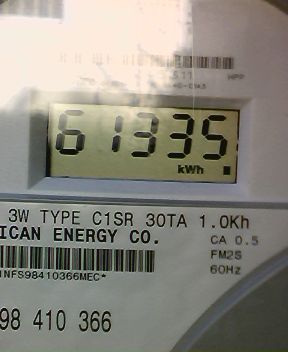 61335
kWh
3W TYPE C1SR 30TA 1.0Kh
ICAN ENERGY CO.
CA 0.5
FM2S
60Hz
INFS98410366MEC*
98 410 366